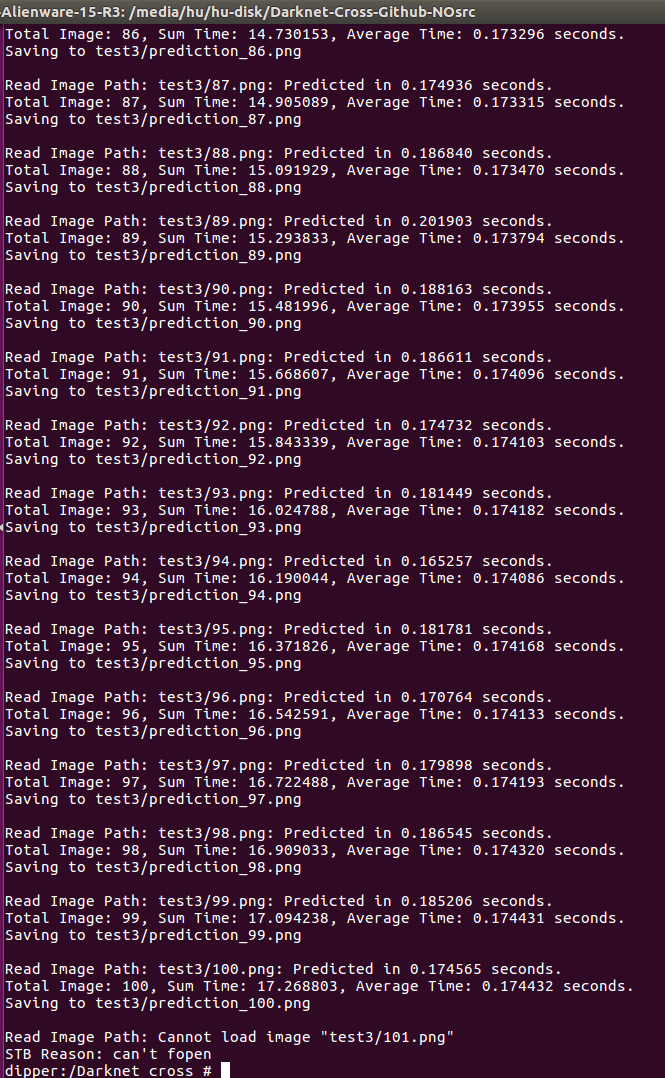 -Alienware-15-R3: /media/hu/hu-disk/Darknet-Cross-Github-NOsrc
Total Image: 86, Sum Time: 14.730153, Average Time: 0.173296 seconds.
Saving to test3/prediction_86.png
Read Image Path: test3/87.png: Predicted in 0.174936 seconds.
Total Image: 87, Sum Time: 14.905089, Average Time: 0.173315 seconds.
Saving to test3/prediction_87.png
Read Image Path: test3/88.png: Predicted in 0.186840 seconds.
Total Image: 88, Sum Time: 15.091929, Average Time: 0.173470 seconds.
Saving to test3/prediction_88.png
Read Image Path: test3/89.png: Predicted in 0.201903 seconds.
Total Image: 89, Sum Time: 15.293833, Average Time: 0.173794 seconds.
Saving to test3/prediction_89.png
Read Image Path: test3/90.png: Predicted in 0.188163 seconds.
Total Image: 90, Sum Time: 15.481996, Average Time: 0.173955 seconds.
Saving to test3/prediction_90.png
Read Image Path: test3/91.png: Predicted in 0.186611 seconds.
Total Image: 91, Sum Time: 15.668607, Average Time: 0.174096 seconds.
Saving to test3/prediction_91.png
Read Image Path: test3/92.png: Predicted in 0.174732 seconds.
Total Image: 92, Sum Time: 15.843339, Average Time: 0.174103 seconds.
Saving to test3/prediction_92.png
Read Image Path: test3/93.png: Predicted in 0.181449 seconds.
Total Image: 93, Sum Time: 16.024788, Average Time: 0.174182 seconds.
Saving to test3/prediction_93.png
Read Image Path: test3/94.png: Predicted in 0.165257 seconds.
Total Image: 94, Sum Time: 16.190044, Average Time: 0.174086 seconds.
Saving to test3/prediction_94.png
Read Image Path: test3/95.png: Predicted in 0.181781 seconds.
Total Image: 95, Sum Time: 16.371826, Average Time: 0.174168 seconds.
Saving to test3/prediction_95.png
Read Image Path: test3/96.png: Predicted in 0.170764 seconds.
Total Image: 96, Sum Time: 16.542591, Average Time: 0.174133 seconds.
Saving to test3/prediction_96.png
Read Image Path: test3/97.png: Predicted in 0.179898 seconds.
Total Image: 97, Sum Time: 16.722488, Average Time: 0.174193 seconds.
Saving to test3/prediction_97.png
Read Image Path: test3/98.png: Predicted in 0.186545 seconds.
Total Image: 98, Sum Time: 16.909033, Average Time: 0.174320 seconds.
Saving to test3/prediction_98.png
Read Image Path: test3/99.png: Predicted in 0.185206 seconds.
Total Image: 99, Sum Time: 17.094238, Average Time: 0.174431 seconds.
Saving to test3/prediction_99.png
Read Image Path: test3/100.png: Predicted in 0.174565 seconds.
Total Image: 100, Sum Time: 17.268803, Average Time: 0.174432 seconds.
Saving to test3/prediction_100.png
Read Image Path: Cannot load image "test3/101.png"
STB Reason: can't fopen
dipper:/Darknet_cross #